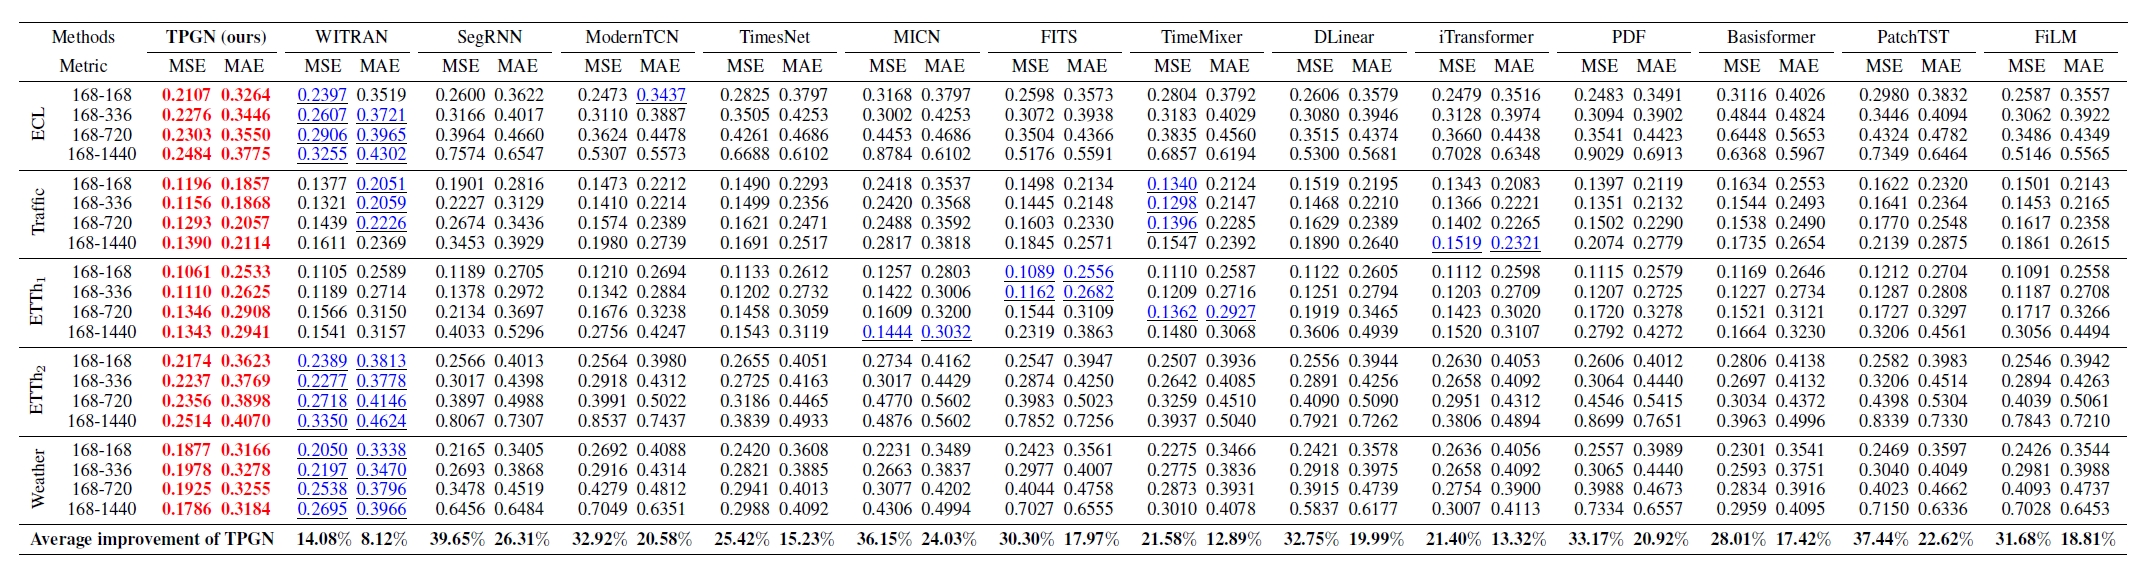 Methods TPGN (ours) WITRAN SegRNN ModernTCN TimesNet MICN FITS TimeMixer DLinear iTransformer PDF Basisformer PatchTST FiLM
Metric MSE MAE MSE MAE MSE MAE MSE MAE MSE MAE MSE MAE MSE MAE MSE MAE MSE MAE MSE MAE MSE MAE MSE MAE MSE MAE MSE MAE
ECL
168-168 0.2107 0.3264 0.2397 0.3519 0.2600 0.3622 0.2473 0.3437 0.2825 0.3797 0.3168 0.3797 0.2598 0.3573 0.2804 0.3792 0.2606 0.3579 0.2479 0.3516 0.2483 0.3491 0.3116 0.4026 0.2980 0.3832 0.2587 0.3557
168-336 0.2276 0.3446 0.2607 0.3721 0.3166 0.4017 0.3110 0.3887 0.3505 0.4253 0.3002 0.4253 0.3072 0.3938 0.3183 0.4029 0.3080 0.3946 0.3128 0.3974 0.3094 0.3902 0.4844 0.4824 0.3446 0.4094 0.3062 0.3922
168-720 0.2303 0.3550 0.2906 0.3965 0.3964 0.4660 0.3624 0.4478 0.4261 0.4686 0.4453 0.4686 0.3504 0.4366 0.3835 0.4560 0.3515 0.4374 0.3660 0.4438 0.3541 0.4423 0.6448 0.5653 0.4324 0.4782 0.3486 0.4349
168-1440 0.2484 0.3775 0.3255 0.4302 0.7574 0.6547 0.5307 0.5573 0.6688 0.6102 0.8784 0.6102 0.5176 0.5591 0.6857 0.6194 0.5300 0.5681 0.7028 0.6348 0.9029 0.6913 0.6368 0.5967 0.7349 0.6464 0.5146 0.5565
Traffic
168-168 0.1196 0.1857 0.1377 0.2051 0.1901 0.2816 0.1473 0.2212 0.1490 0.2293 0.2418 0.3537 0.1498 0.2134 0.1340 0.2124 0.1519 0.2195 0.1343 0.2083 0.1397 0.2119 0.1634 0.2553 0.1622 0.2320 0.1501 0.2143
168-336 0.1156 0.1868 0.1321 0.2059 0.2227 0.3129 0.1410 0.2214 0.1499 0.2356 0.2420 0.3568 0.1445 0.2148 0.1298 0.2147 0.1468 0.2210 0.1366 0.2221 0.1351 0.2132 0.1544 0.2493 0.1641 0.2364 0.1453 0.2165
168-720 0.1293 0.2057 0.1439 0.2226 0.2674 0.3436 0.1574 0.2389 0.1621 0.2471 0.2488 0.3592 0.1603 0.2330 0.1396 0.2285 0.1629 0.2389 0.1402 0.2265 0.1502 0.2290 0.1538 0.2490 0.1770 0.2548 0.1617 0.2358
168-1440 0.1390 0.2114 0.1611 0.2369 0.3453 0.3929 0.1980 0.2739 0.1691 0.2517 0.2817 0.3818 0.1845 0.2571 0.1547 0.2392 0.1890 0.2640 0.1519 0.2321 0.2074 0.2779 0.1735 0.2654 0.2139 0.2875 0.1861 0.2615
ETTh1
168-168 0.1061 0.2533 0.1105 0.2589 0.1189 0.2705 0.1210 0.2694 0.1133 0.2612 0.1257 0.2803 0.1089 0.2556 0.1110 0.2587 0.1122 0.2605 0.1112 0.2598 0.1115 0.2579 0.1169 0.2646 0.1212 0.2704 0.1091 0.2558
168-336 0.1110 0.2625 0.1189 0.2714 0.1378 0.2972 0.1342 0.2884 0.1202 0.2732 0.1422 0.3006 0.1162 0.2682 0.1209 0.2716 0.1251 0.2794 0.1203 0.2709 0.1207 0.2725 0.1227 0.2734 0.1287 0.2808 0.1187 0.2708
168-720 0.1346 0.2908 0.1566 0.3150 0.2134 0.3697 0.1676 0.3238 0.1458 0.3059 0.1609 0.3200 0.1544 0.3109 0.1362 0.2927 0.1919 0.3465 0.1423 0.3020 0.1720 0.3278 0.1521 0.3121 0.1727 0.3297 0.1717 0.3266
168-1440 0.1343 0.2941 0.1541 0.3157 0.4033 0.5296 0.2756 0.4247 0.1543 0.3119 0.1444 0.3032 0.2319 0.3863 0.1480 0.3068 0.3606 0.4939 0.1520 0.3107 0.2792 0.4272 0.1664 0.3230 0.3206 0.4561 0.3056 0.4494
ETTh2
168-168 0.2174 0.3623 0.2389 0.3813 0.2566 0.4013 0.2564 0.3980 0.2655 0.4051 0.2734 0.4162 0.2547 0.3947 0.2507 0.3936 0.2556 0.3944 0.2630 0.4053 0.2606 0.4012 0.2806 0.4138 0.2582 0.3983 0.2546 0.3942
168-336 0.2237 0.3769 0.2277 0.3778 0.3017 0.4398 0.2918 0.4312 0.2725 0.4163 0.3017 0.4429 0.2874 0.4250 0.2642 0.4085 0.2891 0.4256 0.2658 0.4092 0.3064 0.4440 0.2697 0.4132 0.3206 0.4514 0.2894 0.4263
168-720 0.2356 0.3898 0.2718 0.4146 0.3897 0.4988 0.3991 0.5022 0.3186 0.4465 0.4770 0.5602 0.3983 0.5023 0.3259 0.4510 0.4090 0.5090 0.2951 0.4312 0.4546 0.5415 0.3034 0.4372 0.4398 0.5304 0.4039 0.5061
168-1440 0.2514 0.4070 0.3350 0.4624 0.8067 0.7307 0.8537 0.7437 0.3839 0.4933 0.4876 0.5602 0.7852 0.7256 0.3937 0.5040 0.7921 0.7262 0.3806 0.4894 0.8699 0.7651 0.3963 0.4996 0.8339 0.7330 0.7843 0.7210
Weather
168-168 0.1877 0.3166 0.2050 0.3338 0.2165 0.3405 0.2692 0.4088 0.2420 0.3608 0.2231 0.3489 0.2423 0.3561 0.2275 0.3466 0.2421 0.3578 0.2636 0.4056 0.2557 0.3989 0.2301 0.3541 0.2469 0.3597 0.2426 0.3544
168-336 0.1978 0.3278 0.2197 0.3470 0.2693 0.3868 0.2916 0.4314 0.2821 0.3885 0.2663 0.3837 0.2977 0.4007 0.2775 0.3836 0.2918 0.3975 0.2658 0.4092 0.3065 0.4440 0.2593 0.3751 0.3040 0.4049 0.2981 0.3988
168-720 0.1925 0.3255 0.2538 0.3796 0.3478 0.4519 0.4279 0.4812 0.2941 0.4013 0.3077 0.4202 0.4044 0.4758 0.2873 0.3931 0.3915 0.4739 0.2754 0.3900 0.3988 0.4673 0.2834 0.3916 0.4023 0.4662 0.4093 0.4737
168-1440 0.1786 0.3184 0.2695 0.3966 0.6456 0.6484 0.7049 0.6351 0.2988 0.4092 0.4306 0.4994 0.7027 0.6555 0.3010 0.4078 0.5837 0.6177 0.3007 0.4113 0.7334 0.6557 0.2959 0.4095 0.7150 0.6336 0.7028 0.6453
Average improvement of TPGN 14.08% 8.12% 39.65% 26.31% 32.92% 20.58% 25.42% 15.23% 36.15% 24.03% 30.30% 17.97% 21.58% 12.89% 32.75% 19.99% 21.40% 13.32% 33.17% 20.92% 28.01% 17.42% 37.44% 22.62% 31.68% 18.81%